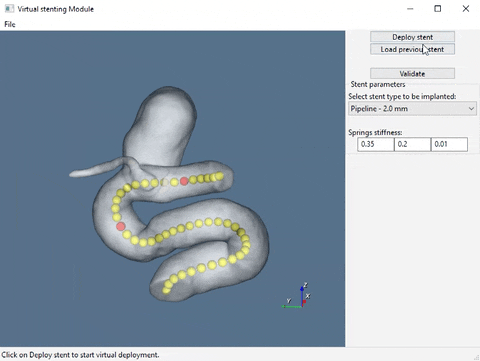 Virtual stenting Module
File
Deploy stent
Load previous stent
Validate
Stent parameters
Select stent type to be implanted:
Pipeline - 2.0 mm
Springs stiffness:
0.35 0.2 0.01
Z
Y X
Click on Deploy stent to start virtual deployment.